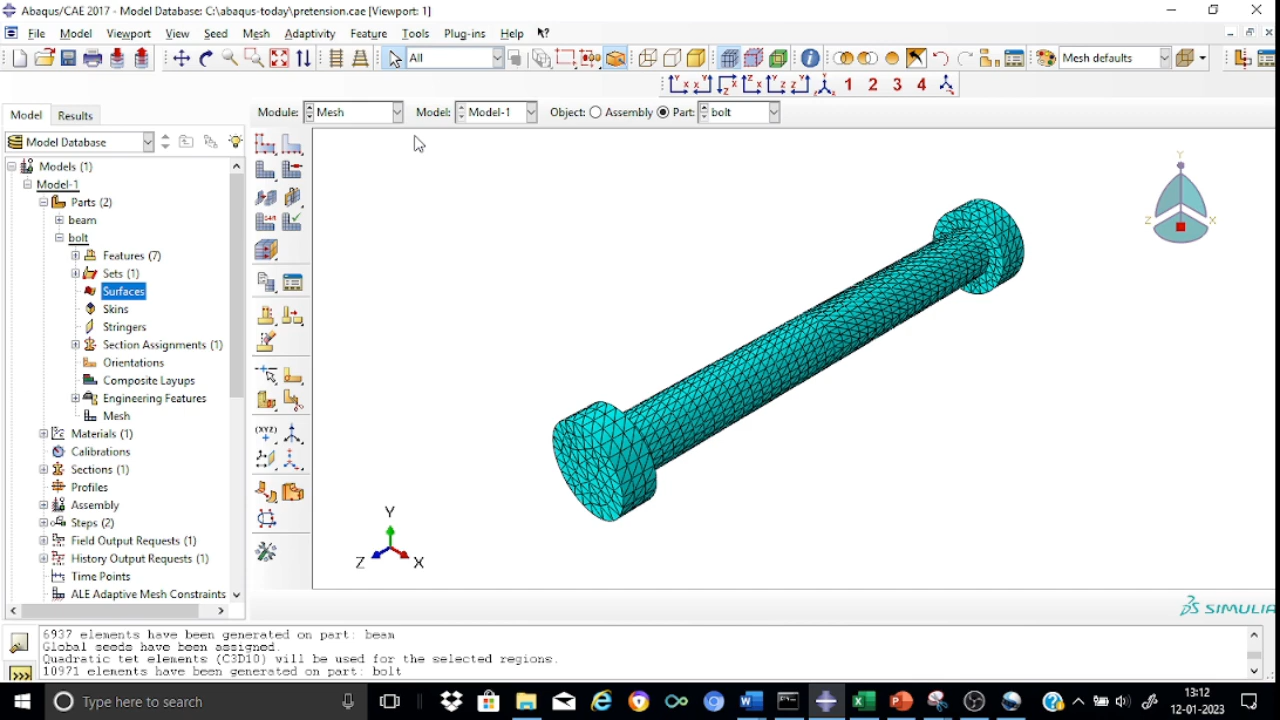 Abaqus/CAE 2017 - Model Database: C:\abaqus-today\pretension.cae [Viewport: 1]
File Model Viewport View Seed Mesh Adaptivity Feature Tools Plug-ins Help
All
Mesh defaults
1 2 3 4
Model Results
Module: Mesh Model: Model-1 Object: Assembly Part: bolt
Model Database
Models (1)
Model-1
Parts (2)
beam
bolt
Features (7)
Sets (1)
Surfaces
Skins
Stringers
Section Assignments (1)
Orientations
Composite Layups
Engineering Features
Mesh
Materials (1)
Calibrations
Sections (1)
Profiles
Assembly
Steps (2)
Field Output Requests (1)
History Output Requests (1)
Time Points
ALE Adaptive Mesh Constraints
(XYZ)
Y
Z X
Y
Z X
SIMULIA
6937 elements have been generated on part: beam
Global seeds have been assigned.
Quadratic tet elements (C3D10) will be used for the selected regions.
10971 elements have been generated on part: bolt
>>>
Type here to search
13:12
12-01-2023